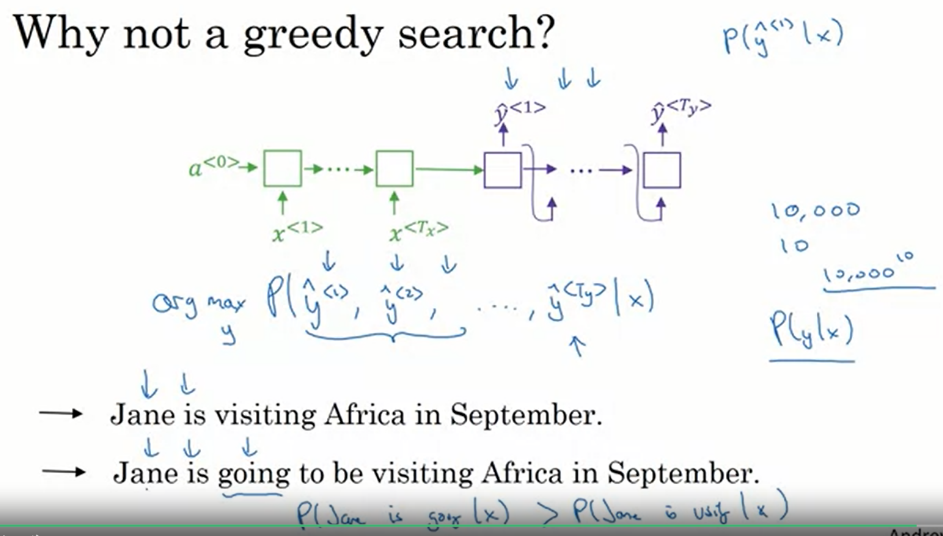 Why not a greedy search?
P(ŷ<1>|x)
ŷ<1>
ŷ<Ty>
a<0>
...
...
x<1>
x<Tx>
10,000
10
10,000^10
arg max P(ŷ<1>, ŷ<2>, ...., ŷ<Ty>|x)
y
P(y|x)
Jane is visiting Africa in September.
Jane is going to be visiting Africa in September.
P(Jane is going |x) > P(Jane is |x)